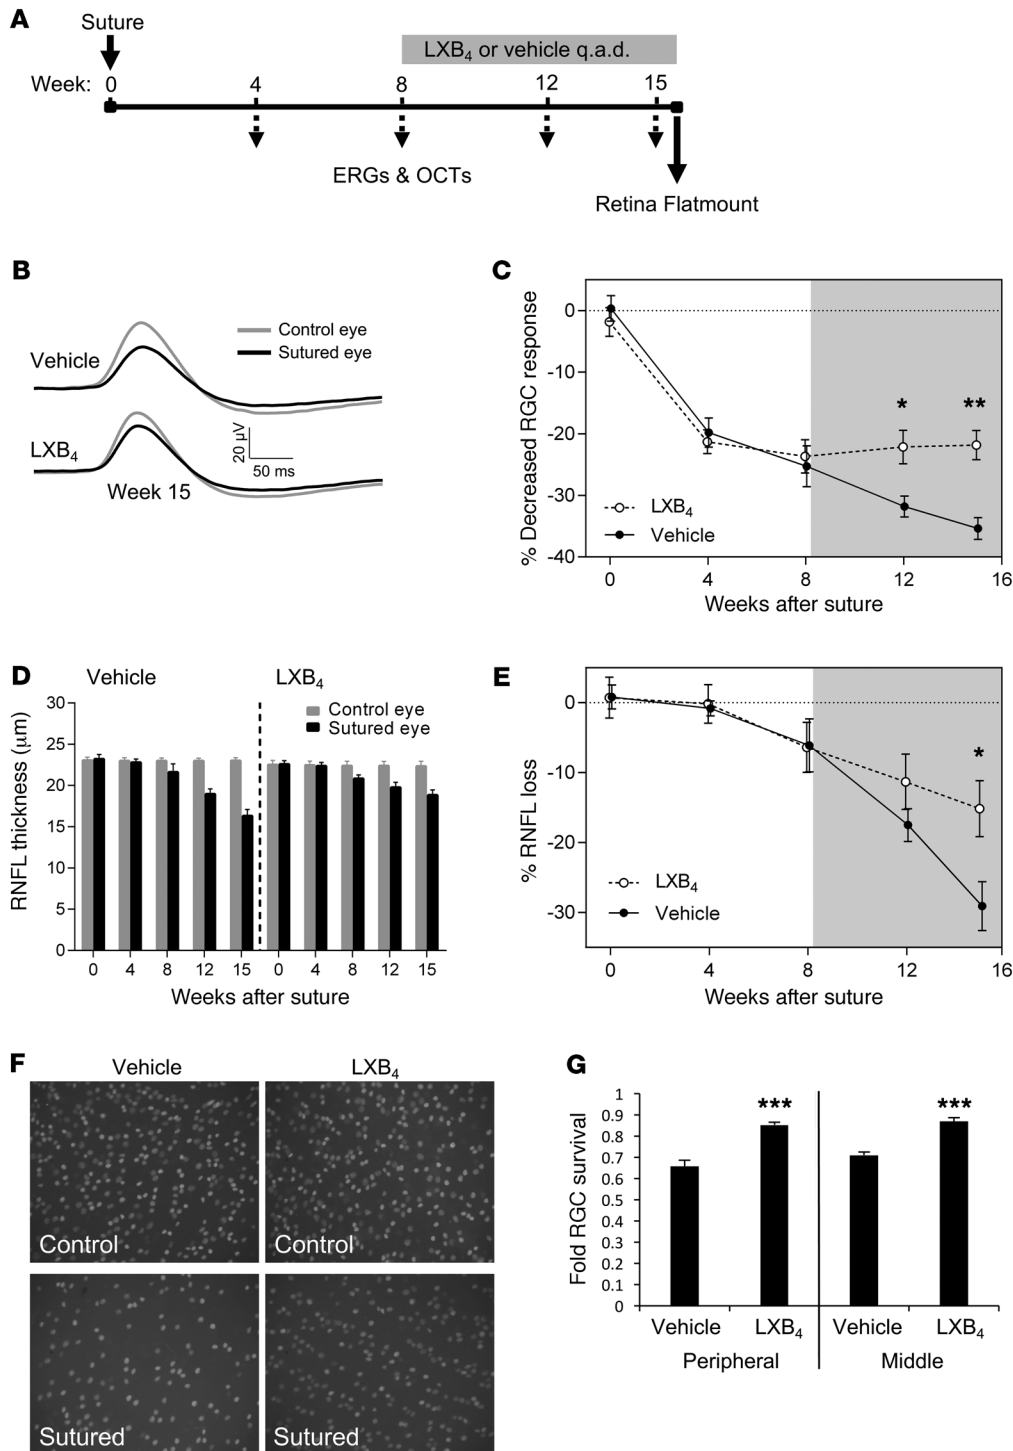 A
Suture
LXB4 or vehicle q.a.d.
Week: 0 4 8 12 15
ERGs & OCTs
Retina Flatmount
B
Control eye
Sutured eye
Vehicle
LXB4
20 µV
50 ms
Week 15
C
% Decreased RGC response
0
-10
-20
-30
-40
* **
LXB4
Vehicle
0 4 8 12 16
Weeks after suture
D
Vehicle LXB4
Control eye
Sutured eye
RNFL thickness (µm)
30
25
20
15
10
5
0
0 4 8 12 15 0 4 8 12 15
Weeks after suture
E
% RNFL loss
0
-10
-20
-30
*
LXB4
Vehicle
0 4 8 12 16
Weeks after suture
F
Vehicle LXB4
Control Control
Sutured Sutured
G
Fold RGC survival
1
0.9
0.8
0.7
0.6
0.5
0.4
0.3
0.2
0.1
0
*** ***
Vehicle LXB4 Vehicle LXB4
Peripheral Middle